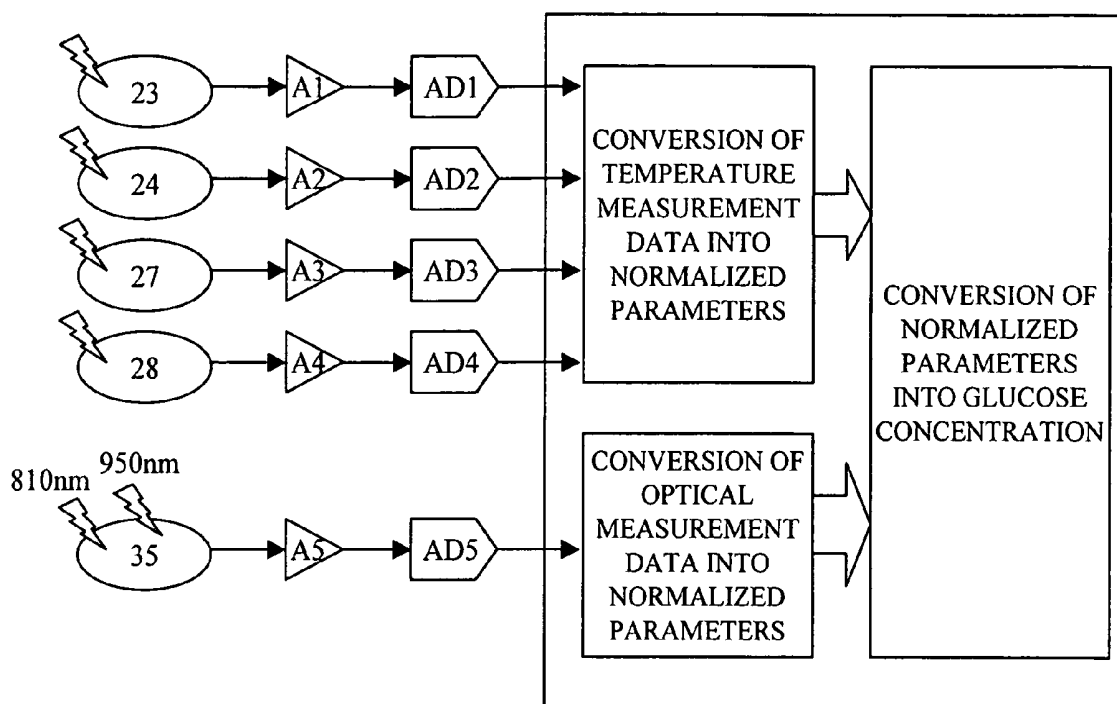 23
A1
AD1
24
A2
AD2
27
A3
AD3
28
A4
AD4
CONVERSION OF
TEMPERATURE
MEASUREMENT
DATA INTO
NORMALIZED
PARAMETERS
810nm
950nm
35
A5
AD5
CONVERSION OF
OPTICAL
MEASUREMENT
DATA INTO
NORMALIZED
PARAMETERS
CONVERSION OF
NORMALIZED
PARAMETERS
INTO GLUCOSE
CONCENTRATION